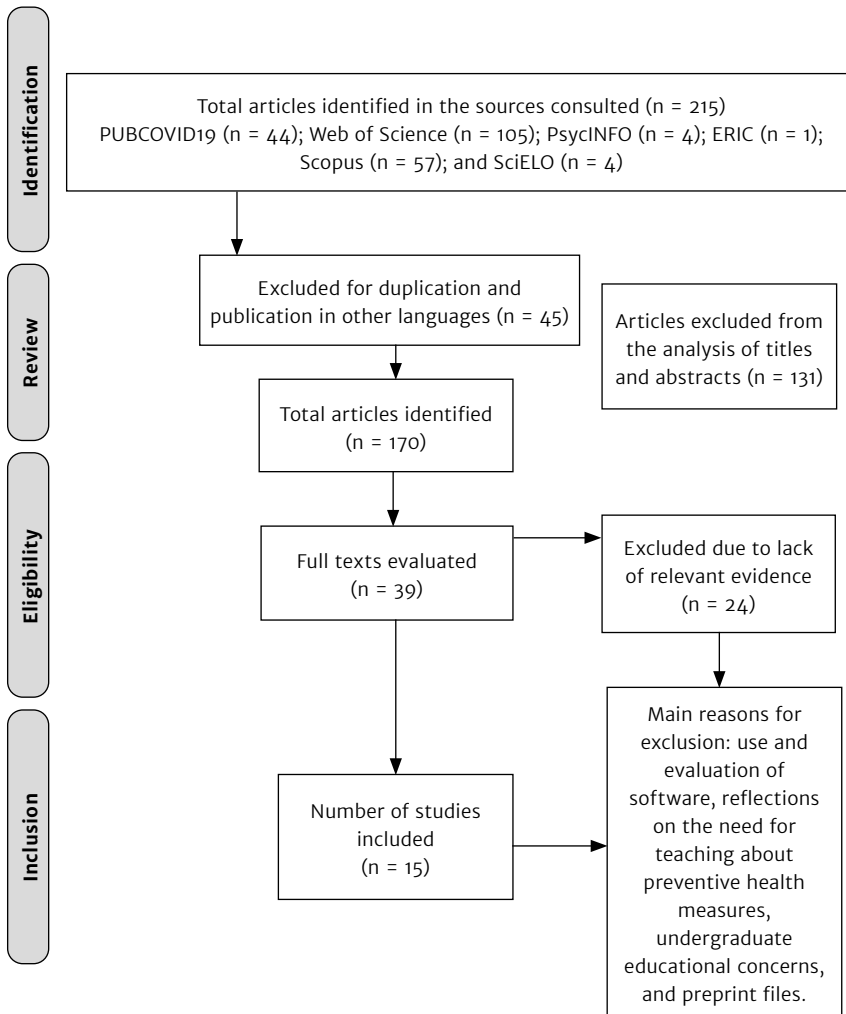 Identification
Total articles identified in the sources consulted (n = 215)
PUBCOVID19 (n = 44); Web of Science (n = 105); PsycINFO (n = 4); ERIC (n = 1);
Scopus (n = 57); and SciELO (n = 4)
Review
Excluded for duplication and
publication in other languages (n = 45)
Articles excluded from
the analysis of titles
and abstracts (n = 131)
Total articles identified
(n = 170)
Eligibility
Full texts evaluated
(n = 39)
Excluded due to lack
of relevant evidence
(n = 24)
Inclusion
Number of studies
included
(n = 15)
Main reasons for
exclusion: use and
evaluation of
software, reflections
on the need for
teaching about
preventive health
measures,
undergraduate
educational concerns,
and preprint files.